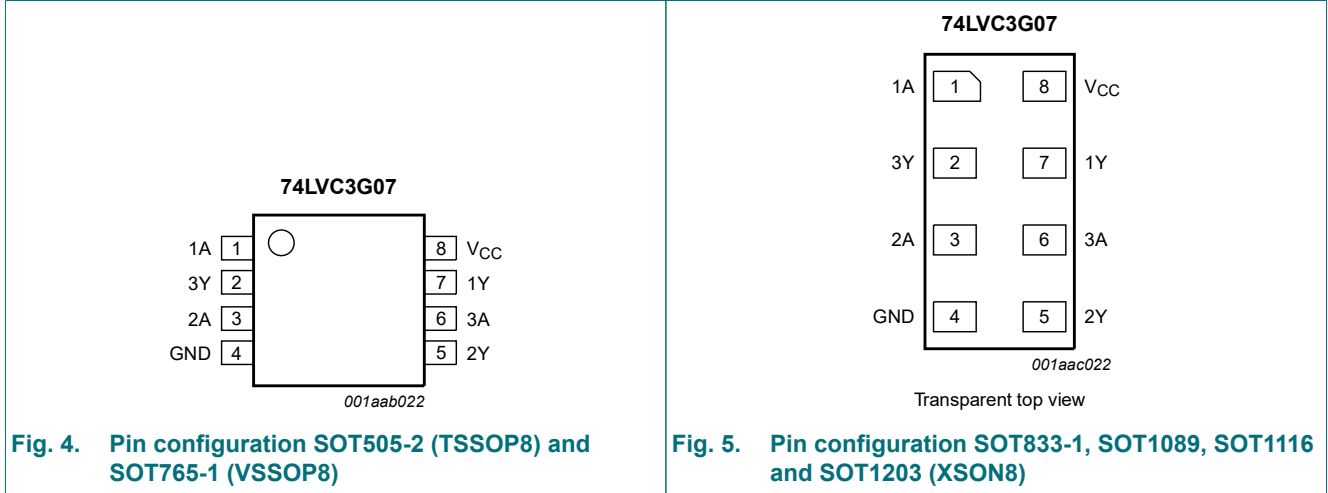 74LVC3G07
1A 1 8 VCC
3Y 2 7 1Y
2A 3 6 3A
GND 4 5 2Y
001aab022
Fig. 4. Pin configuration SOT505-2 (TSSOP8) and
SOT765-1 (VSSOP8)
74LVC3G07
1A 1 8 VCC
3Y 2 7 1Y
2A 3 6 3A
GND 4 5 2Y
001aac022
Transparent top view
Fig. 5. Pin configuration SOT833-1, SOT1089, SOT1116
and SOT1203 (XSON8)